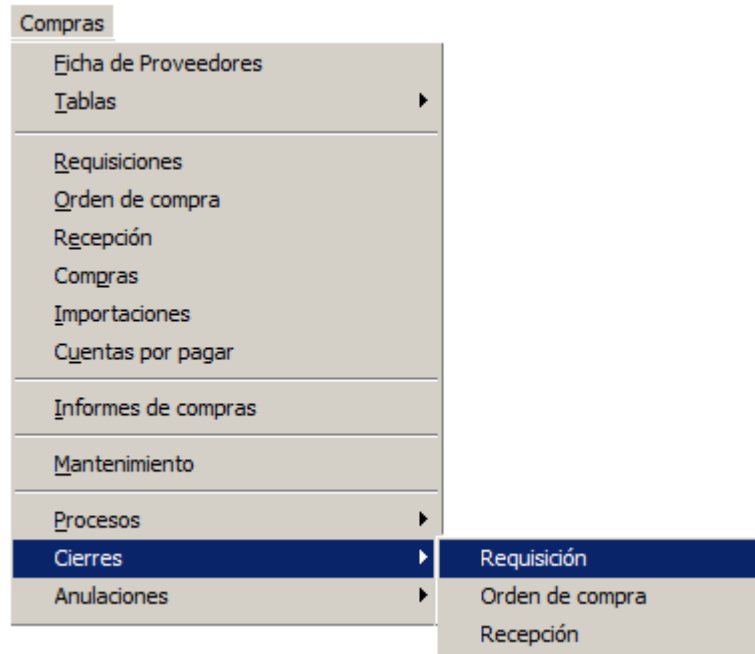 Compras
Ficha de Proveedores
Tablas
Requisiciones
Orden de compra
Recepción
Compras
Importaciones
Cuentas por pagar
Informes de compras
Mantenimiento
Procesos
Cierres
Requisición
Anulaciones
Orden de compra
Recepción